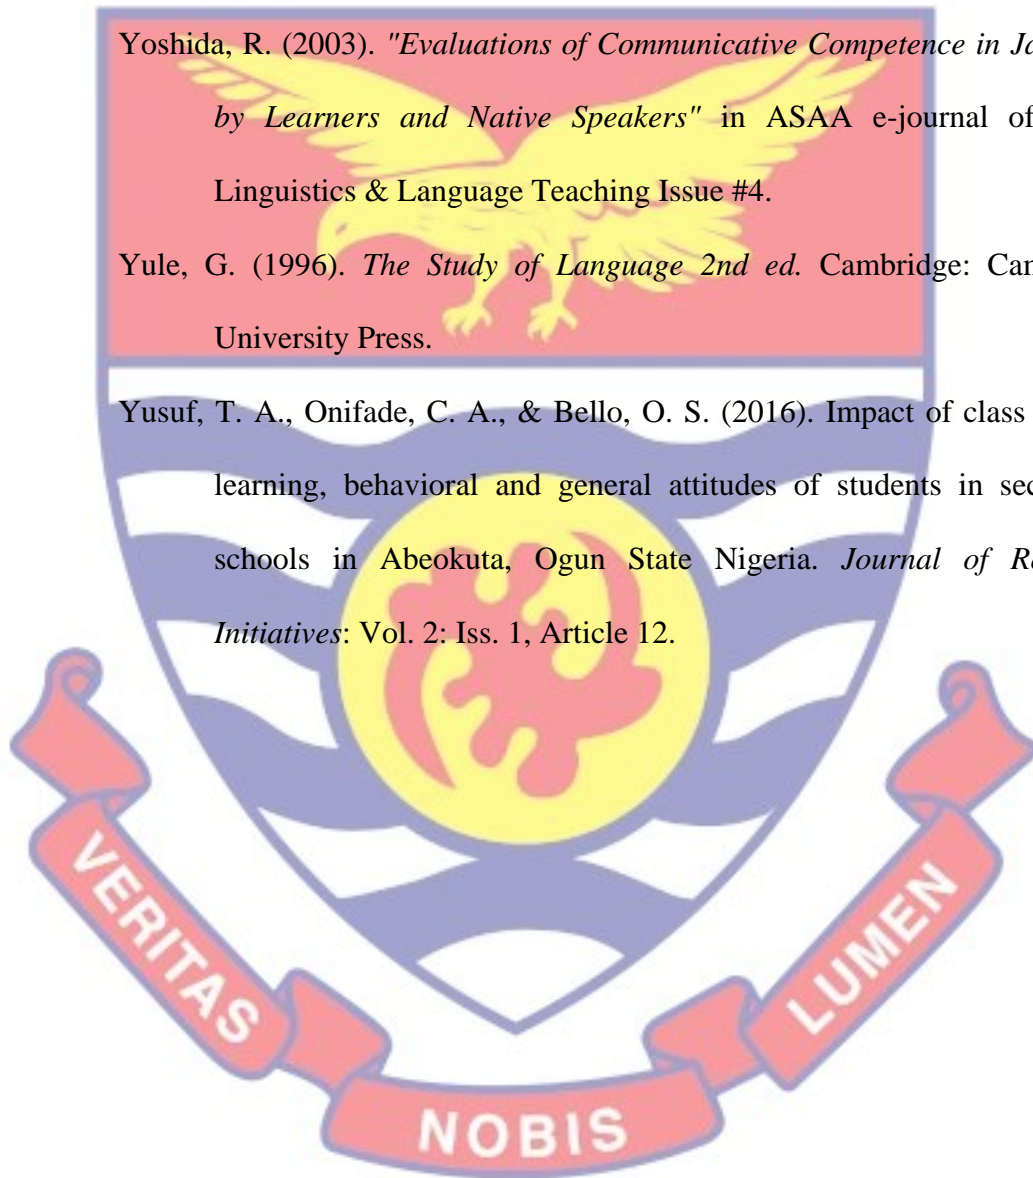 Yoshida, R. (2003). "Evaluations of Communicative Competence in Ja
by Learners and Native Speakers" in ASAA e-journal of
Linguistics & Language Teaching Issue #4.
Yule, G. (1996). The Study of Language 2nd ed. Cambridge: Cam
University Press.
Yusuf, T. A., Onifade, C. A., & Bello, O. S. (2016). Impact of class
learning, behavioral and general attitudes of students in sec
schools in Abeokuta, Ogun State Nigeria. Journal of Re
Initiatives: Vol. 2: Iss. 1, Article 12.
VERITAS
NOBIS
LUMEN